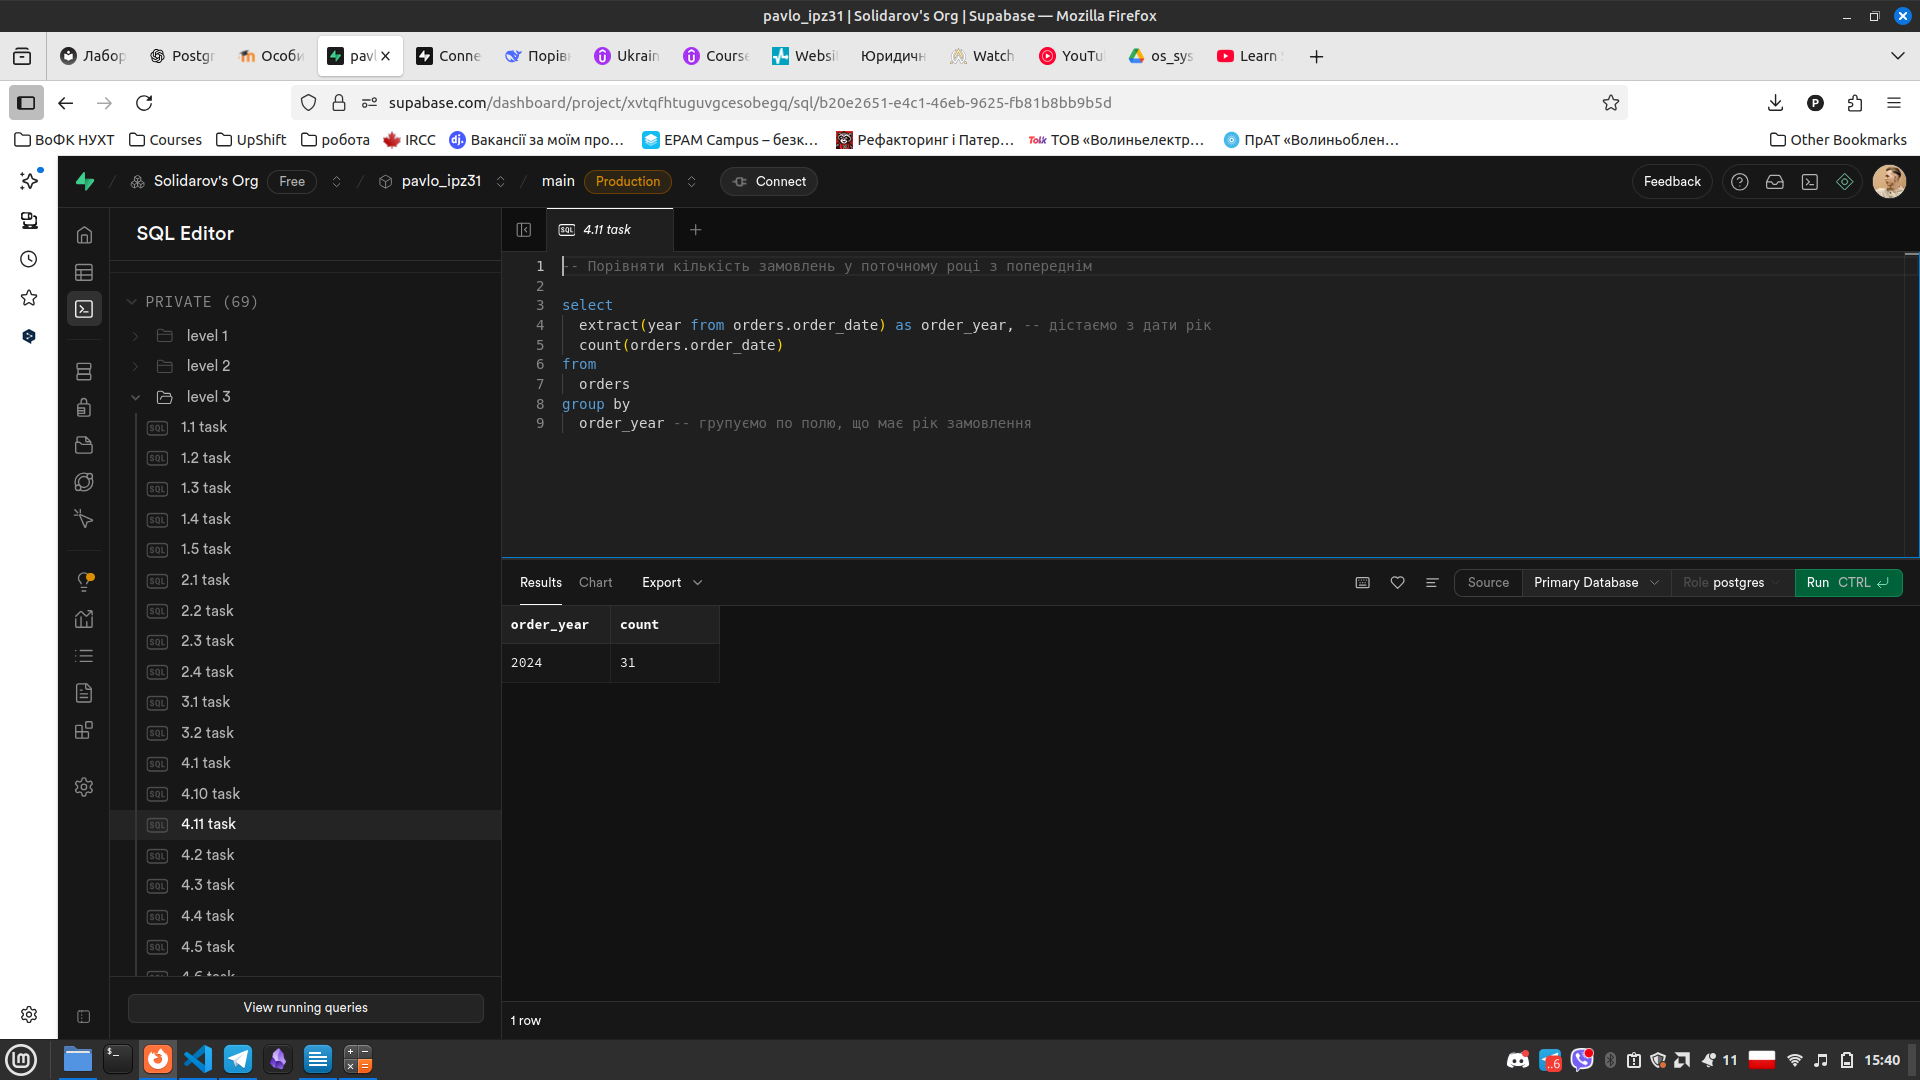 pavlo_ipz31 | Solidarov's Org | Supabase — Mozilla Firefox
Лабор
Postgr
Особи
pavl
Conne
Порівн
Ukrain
Course
Websit
Юридичн
Watch
YouTu
os_sys
Learn
supabase.com/dashboard/project/xvtqfhtuguvgcesobegq/sql/b20e2651-e4c1-46eb-9625-fb81b8bb9b5d
ВоФК НУХТ
Courses
UpShift
робота
IRCC
Вакансії за моїм про…
EPAM Campus – безк…
Рефакторинг і Патер…
ТОВ «Волиньелектр…
ПрАТ «Волиньоблен…
Other Bookmarks
Solidarov's Org Free
pavlo_ipz31
main Production
Connect
Feedback
SQL Editor
4.11 task
PRIVATE (69)
level 1
level 2
level 3
1.1 task
1.2 task
1.3 task
1.4 task
1.5 task
2.1 task
2.2 task
2.3 task
2.4 task
3.1 task
3.2 task
4.1 task
4.10 task
4.11 task
4.2 task
4.3 task
4.4 task
4.5 task
4.6 task
View running queries
1 -- Порівняти кількість замовлень у поточному році з попереднім
2
3 select
4 extract(year from orders.order_date) as order_year, -- дістаємо з дати рік
5 count(orders.order_date)
6 from
7 orders
8 group by
9 order_year -- групуємо по полю, що має рік замовлення
Results
Chart
Export
Source
Primary Database
Role postgres
Run CTRL
order_year count
2024 31
1 row
11
15:40